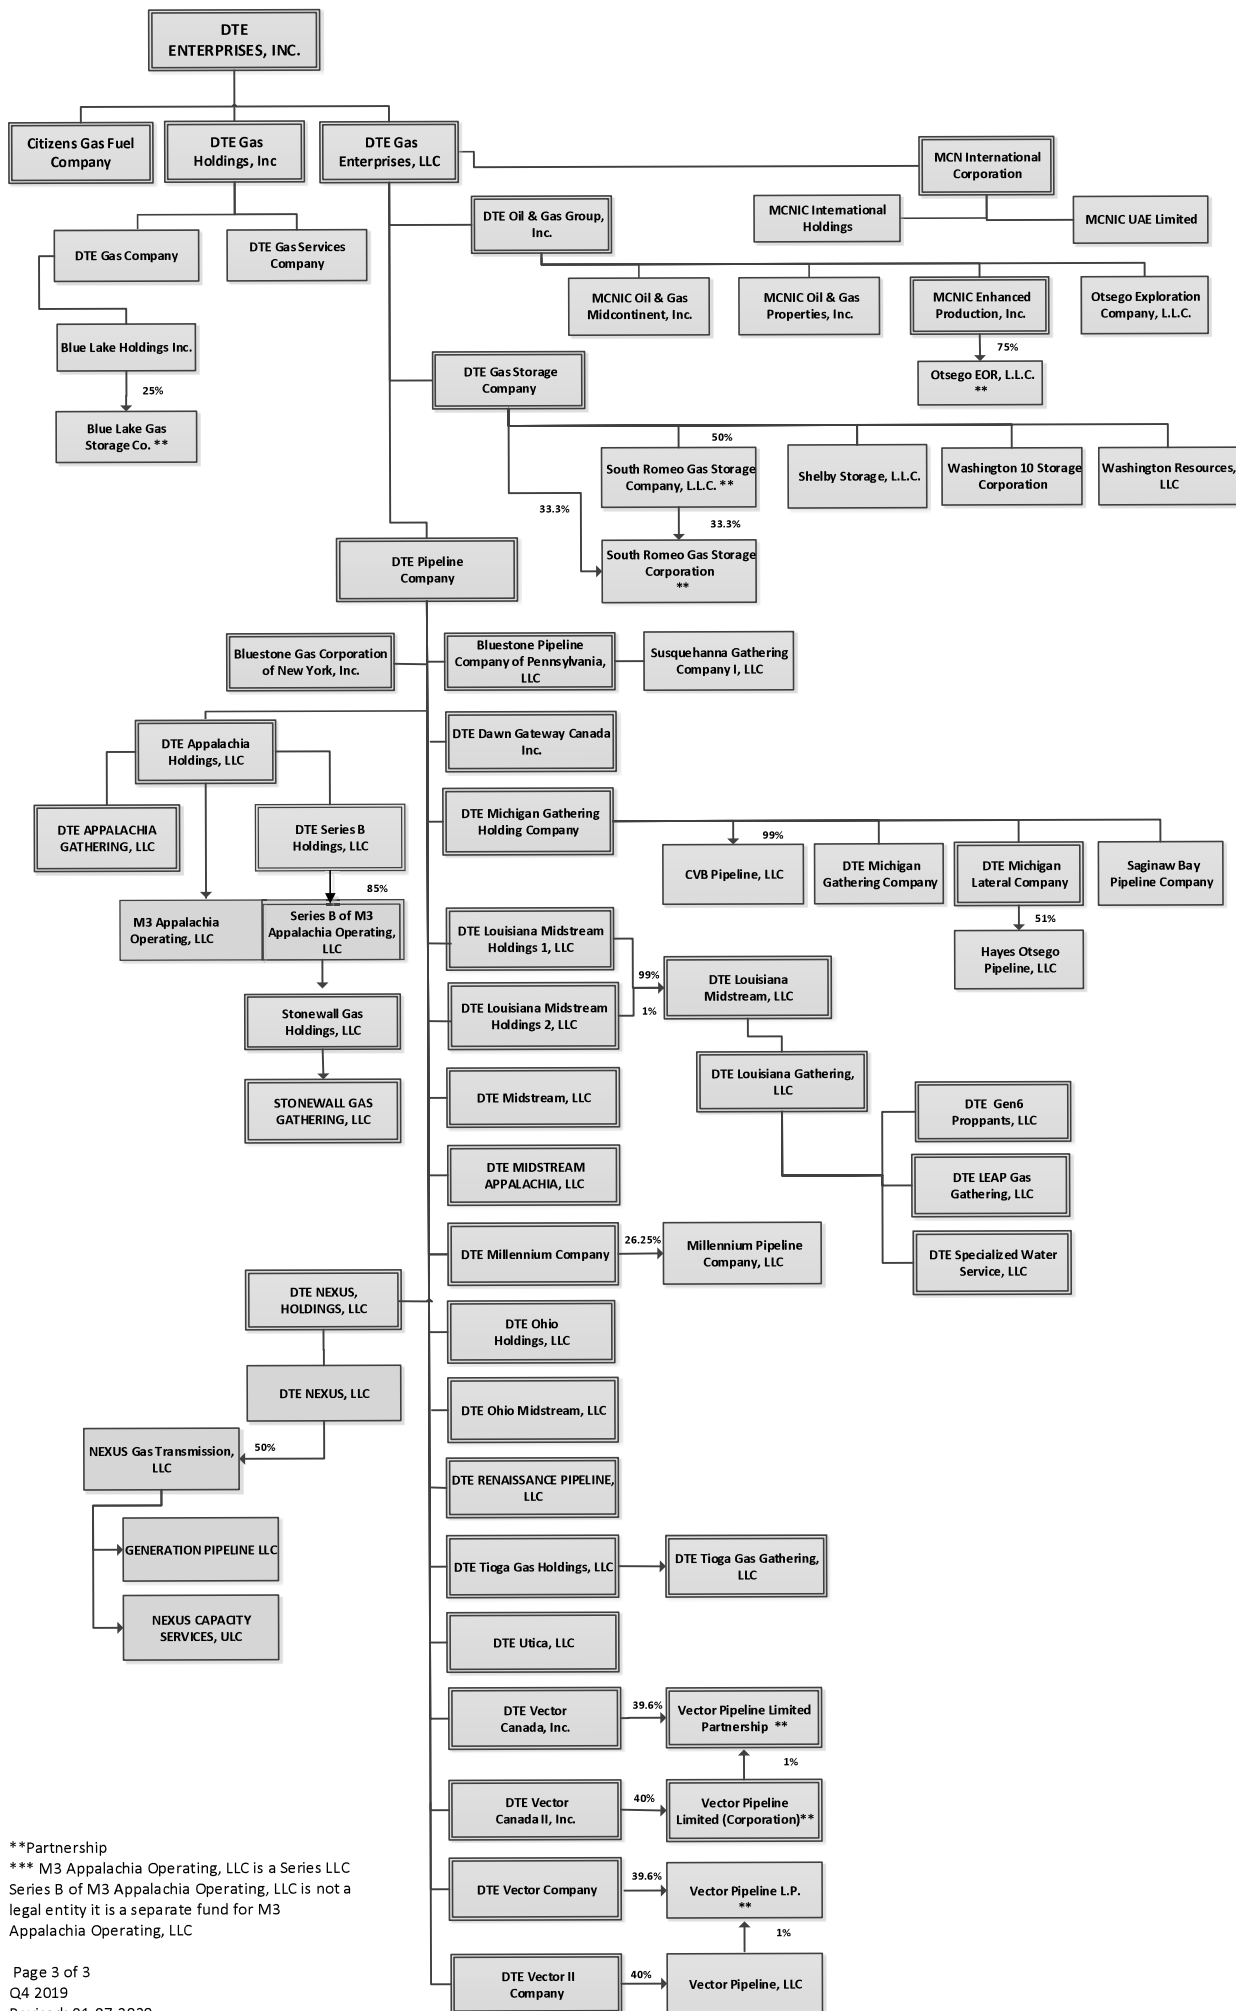 DTE
ENTERPRISES, INC.
Citizens Gas Fuel
Company
DTE Gas
Holdings, Inc
DTE Gas
Enterprises, LLC
MCN International
Corporation
MCNIC International
Holdings
MCNIC UAE Limited
DTE Oil & Gas Group,
Inc.
DTE Gas Company
DTE Gas Services
Company
MCNIC Oil & Gas
Midcontinent, Inc.
MCNIC Oil & Gas
Properties, Inc.
MCNIC Enhanced
Production, Inc.
Otsego Exploration
Company, L.L.C.
Blue Lake Holdings Inc.
75%
Otsego EOR, L.L.C.
**
25%
Blue Lake Gas
Storage Co. **
DTE Gas Storage
Company
50%
South Romeo Gas Storage
Company, L.L.C. **
Shelby Storage, L.L.C.
Washington 10 Storage
Corporation
Washington Resources,
LLC
33.3%
33.3%
South Romeo Gas Storage
Corporation
**
DTE Pipeline
Company
Bluestone Gas Corporation
of New York, Inc.
Bluestone Pipeline
Company of Pennsylvania,
LLC
Susquehanna Gathering
Company I, LLC
DTE Appalachia
Holdings, LLC
DTE Dawn Gateway Canada
Inc.
DTE APPALACHIA
GATHERING, LLC
DTE Series B
Holdings, LLC
DTE Michigan Gathering
Holding Company
99%
CVB Pipeline, LLC
DTE Michigan
Gathering Company
DTE Michigan
Lateral Company
Saginaw Bay
Pipeline Company
85%
M3 Appalachia
Operating, LLC
Series B of M3
Appalachia Operating,
LLC
51%
Hayes Otsego
Pipeline, LLC
DTE Louisiana Midstream
Holdings 1, LLC
99%
DTE Louisiana
Midstream, LLC
DTE Louisiana Midstream
Holdings 2, LLC
1%
Stonewall Gas
Holdings, LLC
STONEWALL GAS
GATHERING, LLC
DTE Louisiana Gathering,
LLC
DTE Midstream, LLC
DTE Gen6
Proppants, LLC
DTE MIDSTREAM
APPALACHIA, LLC
DTE LEAP Gas
Gathering, LLC
DTE Millennium Company
26.25%
Millennium Pipeline
Company, LLC
DTE Specialized Water
Service, LLC
DTE NEXUS,
HOLDINGS, LLC
DTE Ohio
Holdings, LLC
DTE NEXUS, LLC
DTE Ohio Midstream, LLC
NEXUS Gas Transmission,
LLC
50%
DTE RENAISSANCE PIPELINE,
LLC
GENERATION PIPELINE LLC
DTE Tioga Gas Holdings, LLC
DTE Tioga Gas Gathering,
LLC
NEXUS CAPACITY
SERVICES, ULC
DTE Utica, LLC
DTE Vector
Canada, Inc.
39.6%
Vector Pipeline Limited
Partnership **
1%
DTE Vector
Canada II, Inc.
40%
Vector Pipeline
Limited (Corporation)**
DTE Vector Company
39.6%
Vector Pipeline L.P.
**
1%
DTE Vector II
Company
40%
Vector Pipeline, LLC
**Partnership
*** M3 Appalachia Operating, LLC is a Series LLC
Series B of M3 Appalachia Operating, LLC is not a
legal entity it is a separate fund for M3
Appalachia Operating, LLC
Page 3 of 3
Q4 2019